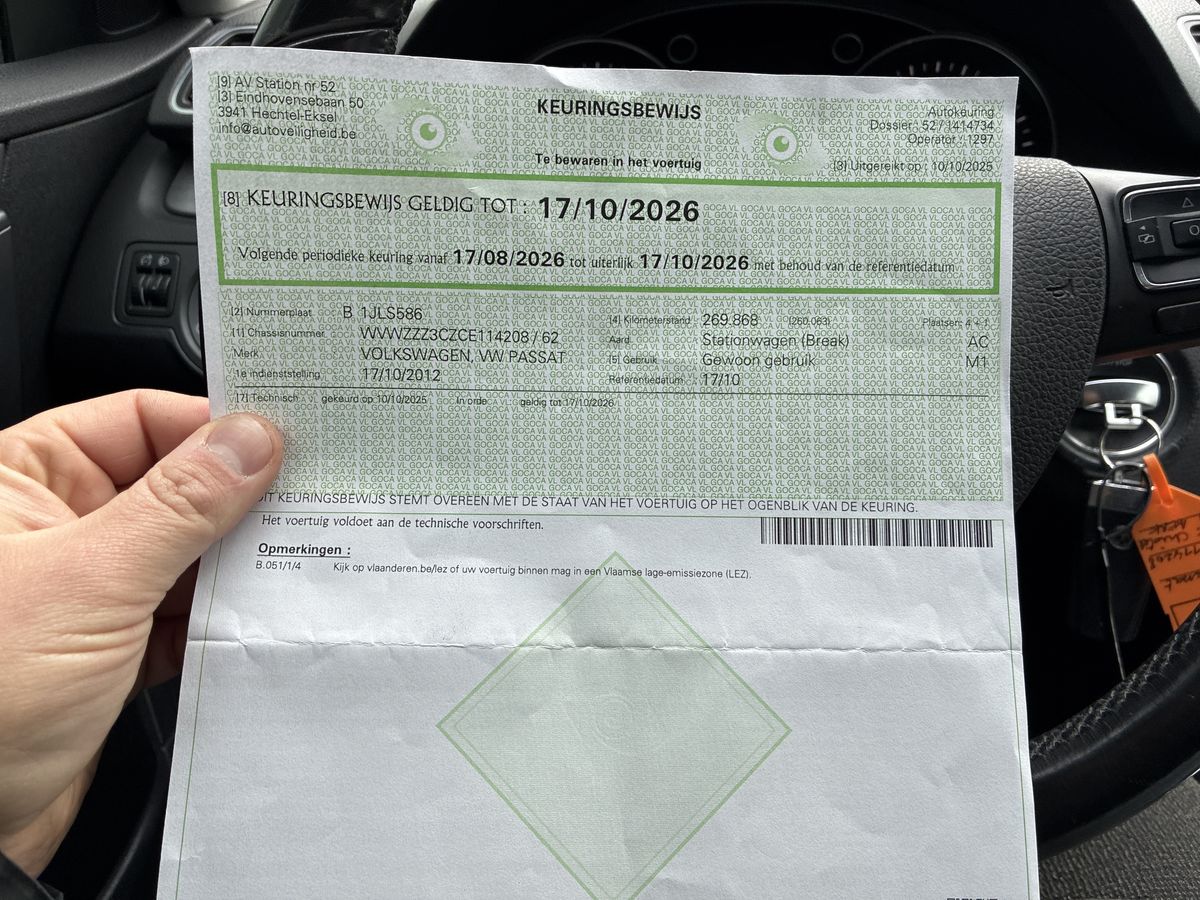 [9] AV Station nr 52
[3] Eindhovensebaan 50
3941 Hechtel-Eksel
info@autoveiligheid.be
KEURINGSBEWIJS
Te bewaren in het voertuig
Autokeuring
Dossier : 52 / 1414734
Operator : 1297
[3] Uitgereikt op : 10/10/2025
[8] KEURINGSBEWIJS GELDIG TOT : 17/10/2026
Volgende periodieke keuring vanaf 17/08/2026 tot uiterlijk 17/10/2026 met behoud van de referentiedatum
[2] Nummerplaat B 1JLS586
[1] Chassisnummer WVWZZZ3CZCE114208 / 62
Merk VOLKSWAGEN, VW PASSAT
1e indienststelling 17/10/2012
[4] Kilometerstand : 269.868 Plaatsen: 4 + 1
Aard Stationwagen (Break) AC
[5] Gebruik Gewoon gebruik M1
Referentiedatum : 17/10
[7] Technisch gekeurd op 10/10/2025 In orde geldig tot 17/10/2026
DIT KEURINGSBEWIJS STEMT OVEREEN MET DE STAAT VAN HET VOERTUIG OP HET OGENBLIK VAN DE KEURING.
Het voertuig voldoet aan de technische voorschriften.
Opmerkingen :
B.051/1/4 Kijk op vlaanderen.be/lez of uw voertuig binnen mag in een Vlaamse lage-emissiezone (LEZ).